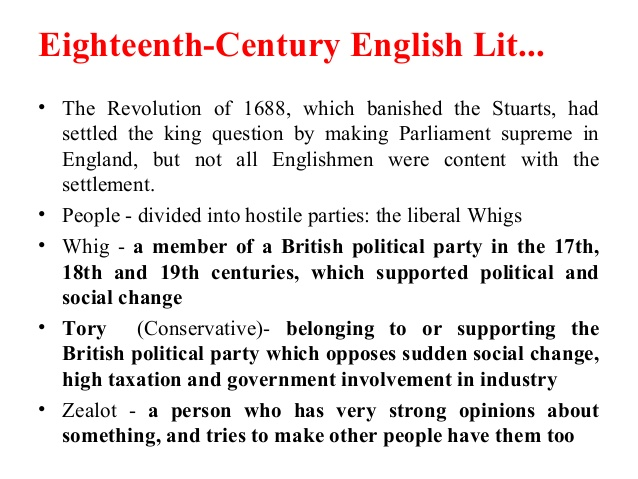 Eighteenth-Century English Lit...
• The Revolution of 1688, which banished the Stuarts, had
settled the king question by making Parliament supreme in
England, but not all Englishmen were content with the
settlement.
• People - divided into hostile parties: the liberal Whigs
• Whig - a member of a British political party in the 17th,
18th and 19th centuries, which supported political and
social change
• Tory (Conservative)- belonging to or supporting the
British political party which opposes sudden social change,
high taxation and government involvement in industry
• Zealot - a person who has very strong opinions about
something, and tries to make other people have them too